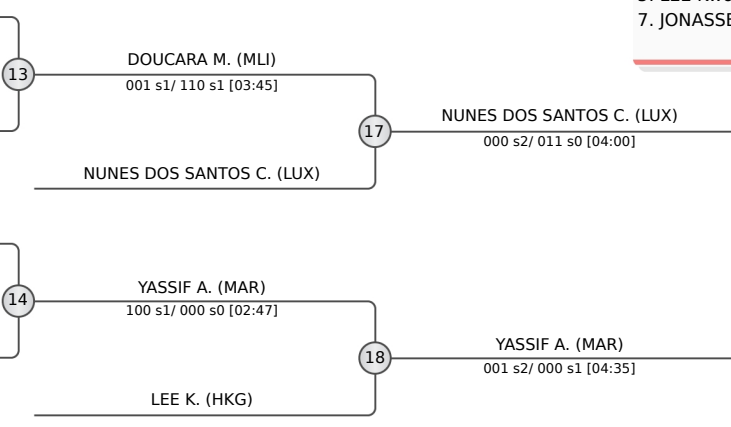 7. JONASSE
13
DOUCARA M. (MLI)
001 s1/ 110 s1 [03:45]
17
NUNES DOS SANTOS C. (LUX)
000 s2/ 011 s0 [04:00]
NUNES DOS SANTOS C. (LUX)
14
YASSIF A. (MAR)
100 s1/ 000 s0 [02:47]
18
YASSIF A. (MAR)
001 s2/ 000 s1 [04:35]
LEE K. (HKG)